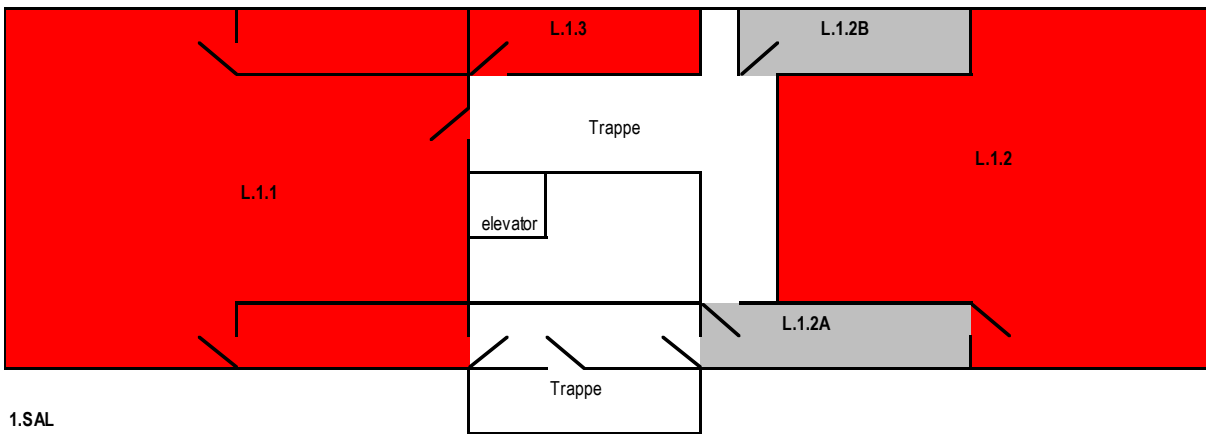 L.1.3
L.1.2B
Trappe
L.1.2
L.1.1
elevator
L.1.2A
Trappe
1.SAL